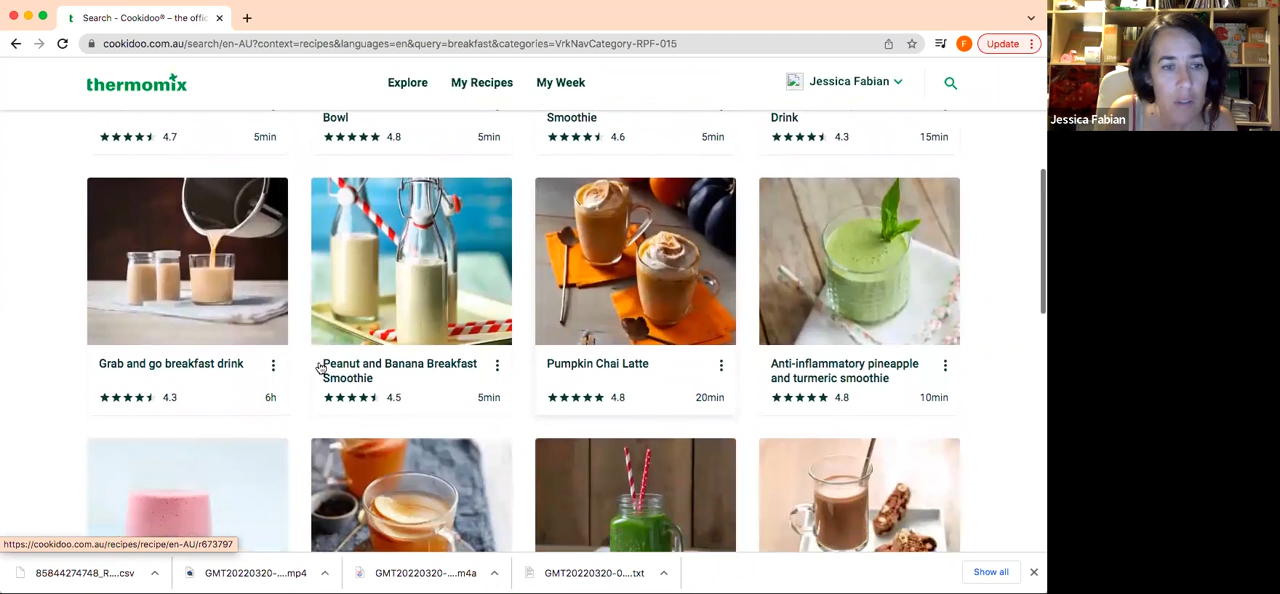 Search - Cookidoo® – the offic
cookidoo.com.au/search/en-AU?context=recipes&languages=en&query=breakfast&categories=VrkNavCategory-RPF-015
F
Update
thermomix
Explore
My Recipes
My Week
Jessica Fabian
Jessica Fabian
4.7
5min
Bowl
4.8
5min
Smoothie
4.6
5min
Drink
4.3
15min
Grab and go breakfast drink
4.3
6h
Peanut and Banana Breakfast
Smoothie
4.5
5min
Pumpkin Chai Latte
4.8
20min
Anti-inflammatory pineapple
and turmeric smoothie
4.8
10min
https://cookidoo.com.au/recipes/recipe/en-AU/r673797
85844274748_R....csv
GMT20220320-....mp4
GMT20220320-....m4a
GMT20220320-0....txt
Show all